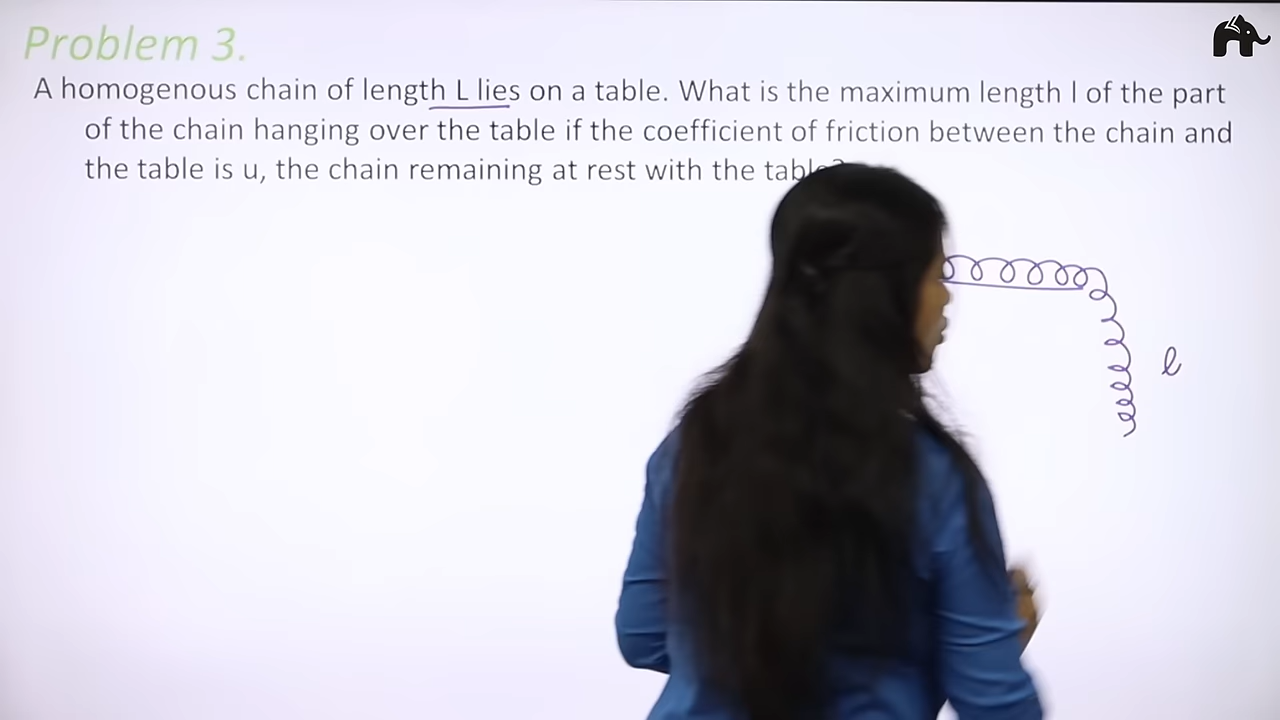 Problem 3.
A homogenous chain of length L lies on a table. What is the maximum length l of the part
of the chain hanging over the table if the coefficient of friction between the chain and
the table is u, the chain remaining at rest with the table?
l